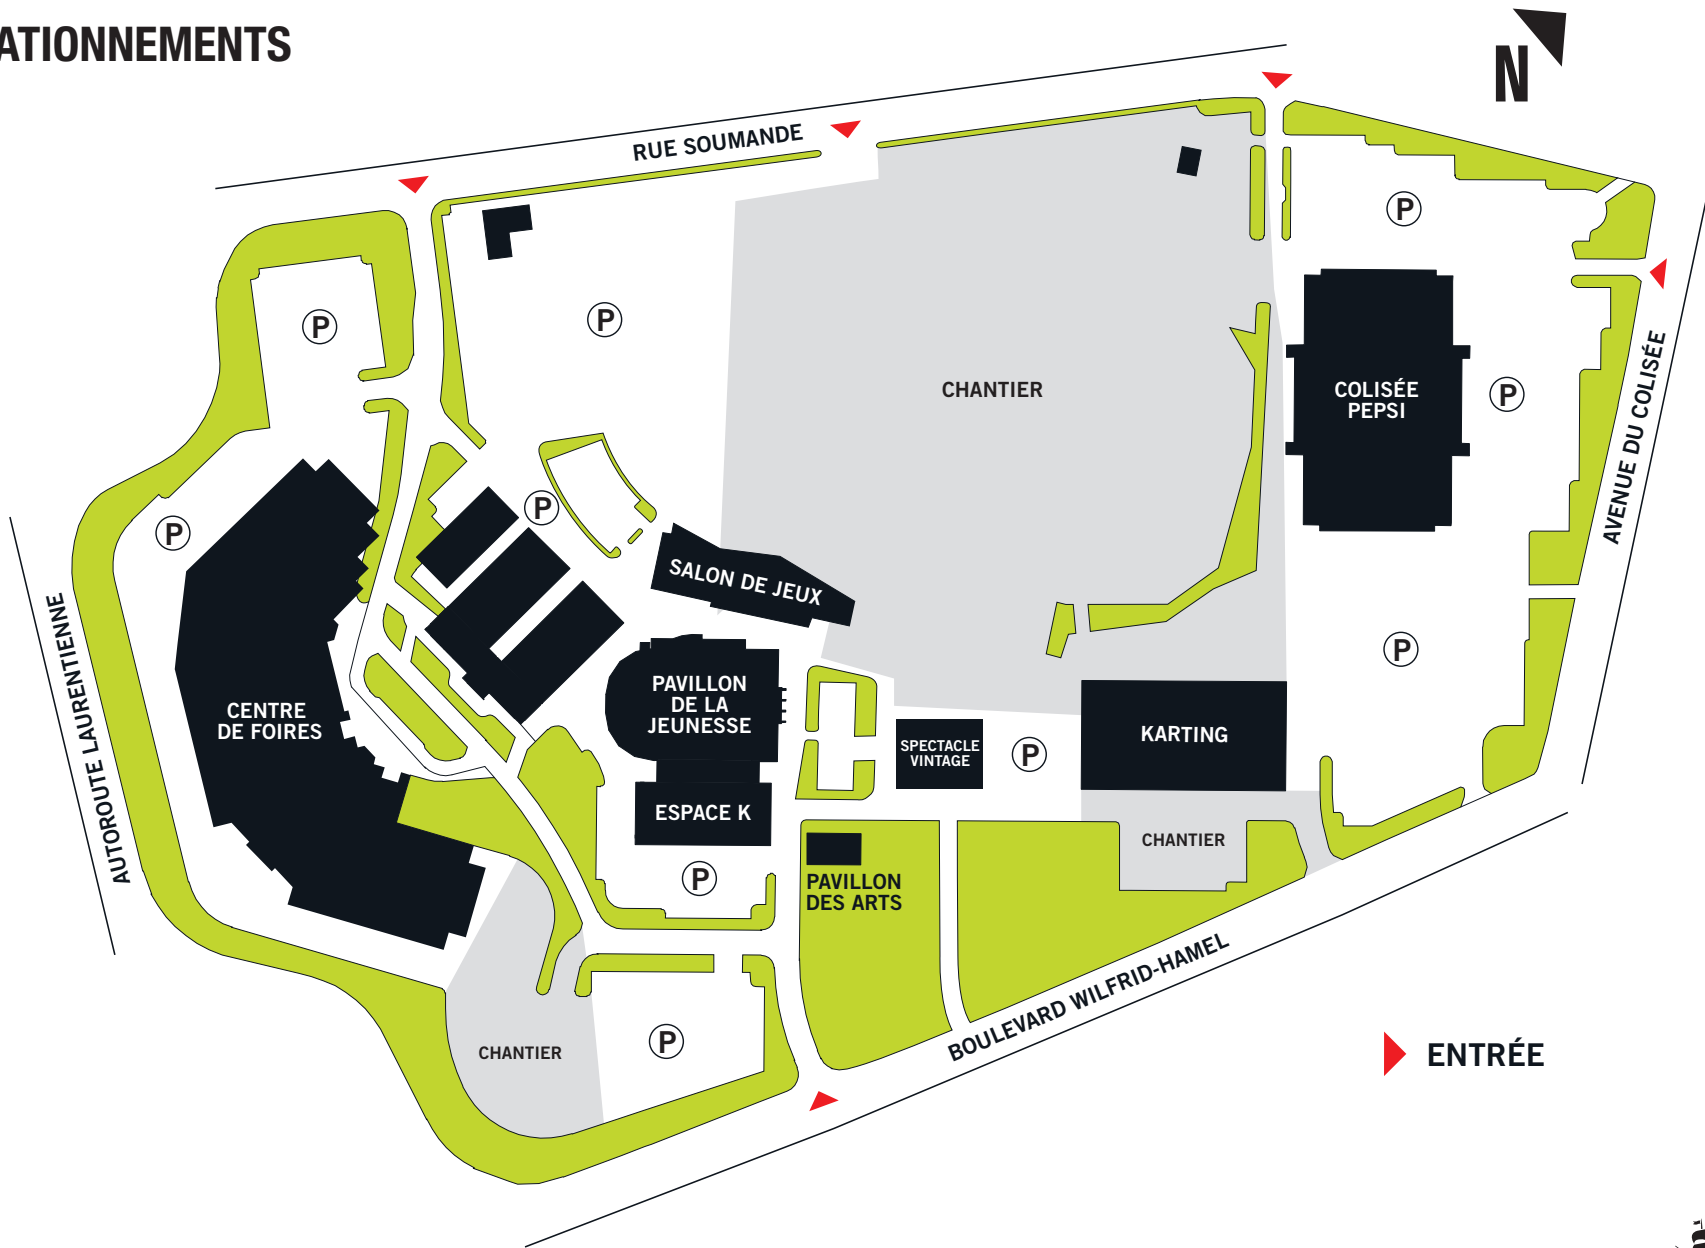 ATIONNEMENTS
N
RUE SOUMANDE
P
P
P
CHANTIER
COLISÉE
PEPSI
P
AVENUE DU COLISÉE
P
P
SALON DE JEUX
AUTOROUTE LAURENTIENNE
CENTRE
DE FOIRES
PAVILLON
DE LA
JEUNESSE
P
SPECTACLE
VINTAGE
P
KARTING
ESPACE K
CHANTIER
P
PAVILLON
DES ARTS
BOULEVARD WILFRID-HAMEL
CHANTIER
P
ENTRÉE